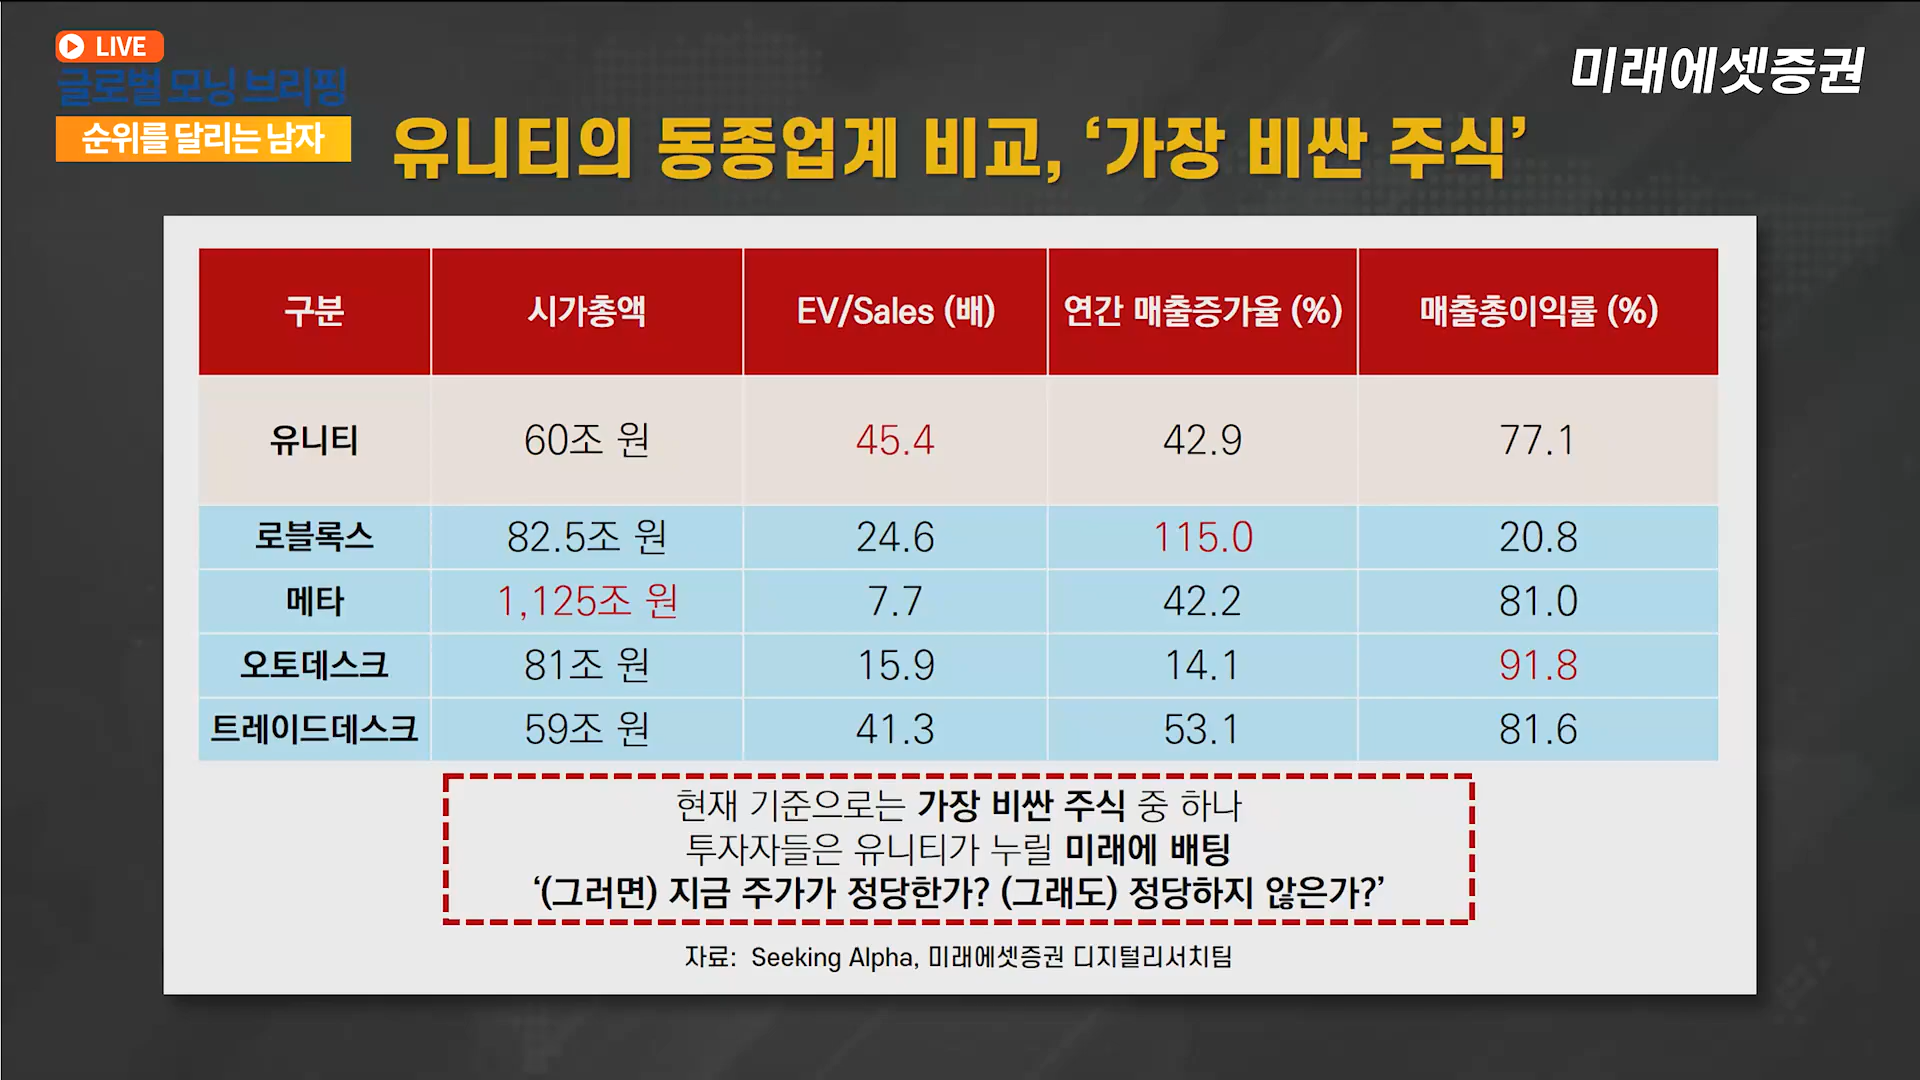 LIVE
글로벌 모닝 브리핑
순위를 달리는 남자
미래에셋증권
유니티의 동종업계 비교, ‘가장 비싼 주식’
구분 시가총액 EV/Sales (배) 연간 매출증가율 (%) 매출총이익률 (%)
유니티 60조 원 45.4 42.9 77.1
로블록스 82.5조 원 24.6 115.0 20.8
메타 1,125조 원 7.7 42.2 81.0
오토데스크 81조 원 15.9 14.1 91.8
트레이드데스크 59조 원 41.3 53.1 81.6
현재 기준으로는 가장 비싼 주식 중 하나
투자자들은 유니티가 누릴 미래에 배팅
‘(그러면) 지금 주가가 정당한가? (그래도) 정당하지 않은가?’
자료: Seeking Alpha, 미래에셋증권 디지털리서치팀